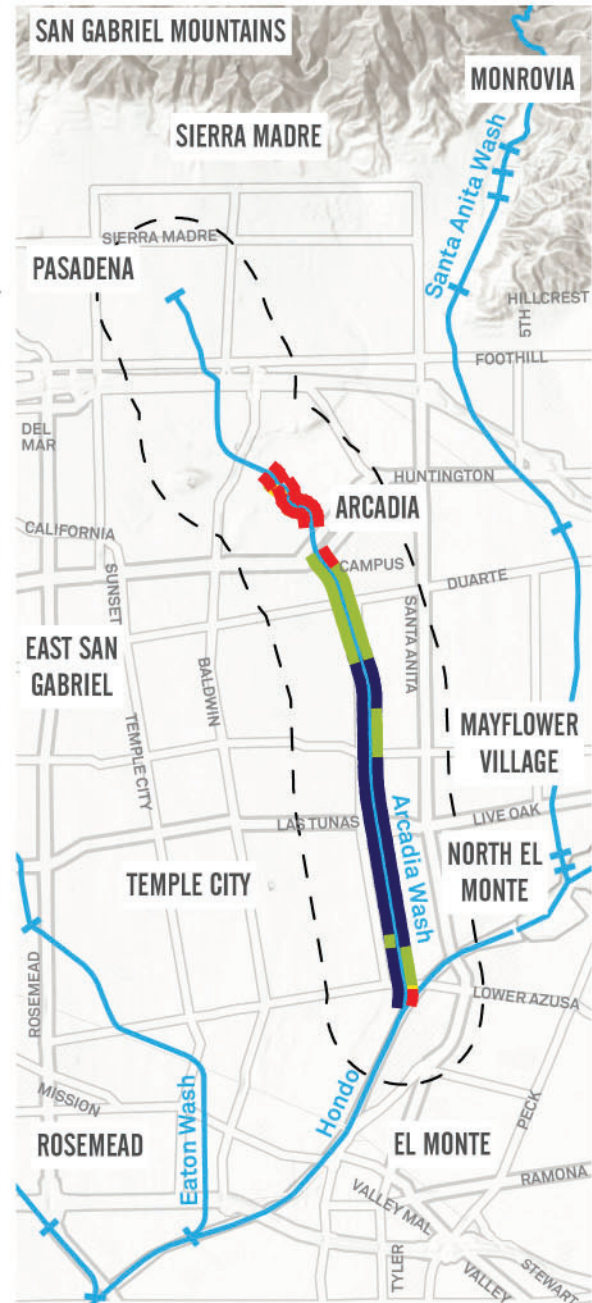 SAN GABRIEL MOUNTAINS
MONROVIA
SIERRA MADRE
Santa Anita Wash
SIERRA MADRE
PASADENA
HILLCREST
5TH
FOOTHILL
DEL
MAR
HUNTINGTON
ARCADIA
CALIFORNIA
CAMPUS
DUARTE
SUNSET
SANTA ANITA
EAST SAN
GABRIEL
BALDWIN
TEMPLE CITY
MAYFLOWER
VILLAGE
Arcadia Wash
LAS TUNAS
LIVE OAK
NORTH EL
MONTE
TEMPLE CITY
ROSEMEAD
LOWER AZUSA
Hondo
MISSION
Eaton Wash
PECK
ROSEMEAD
EL MONTE
RAMONA
VALLEY MAL
TYLER
VALLEY
STEWART